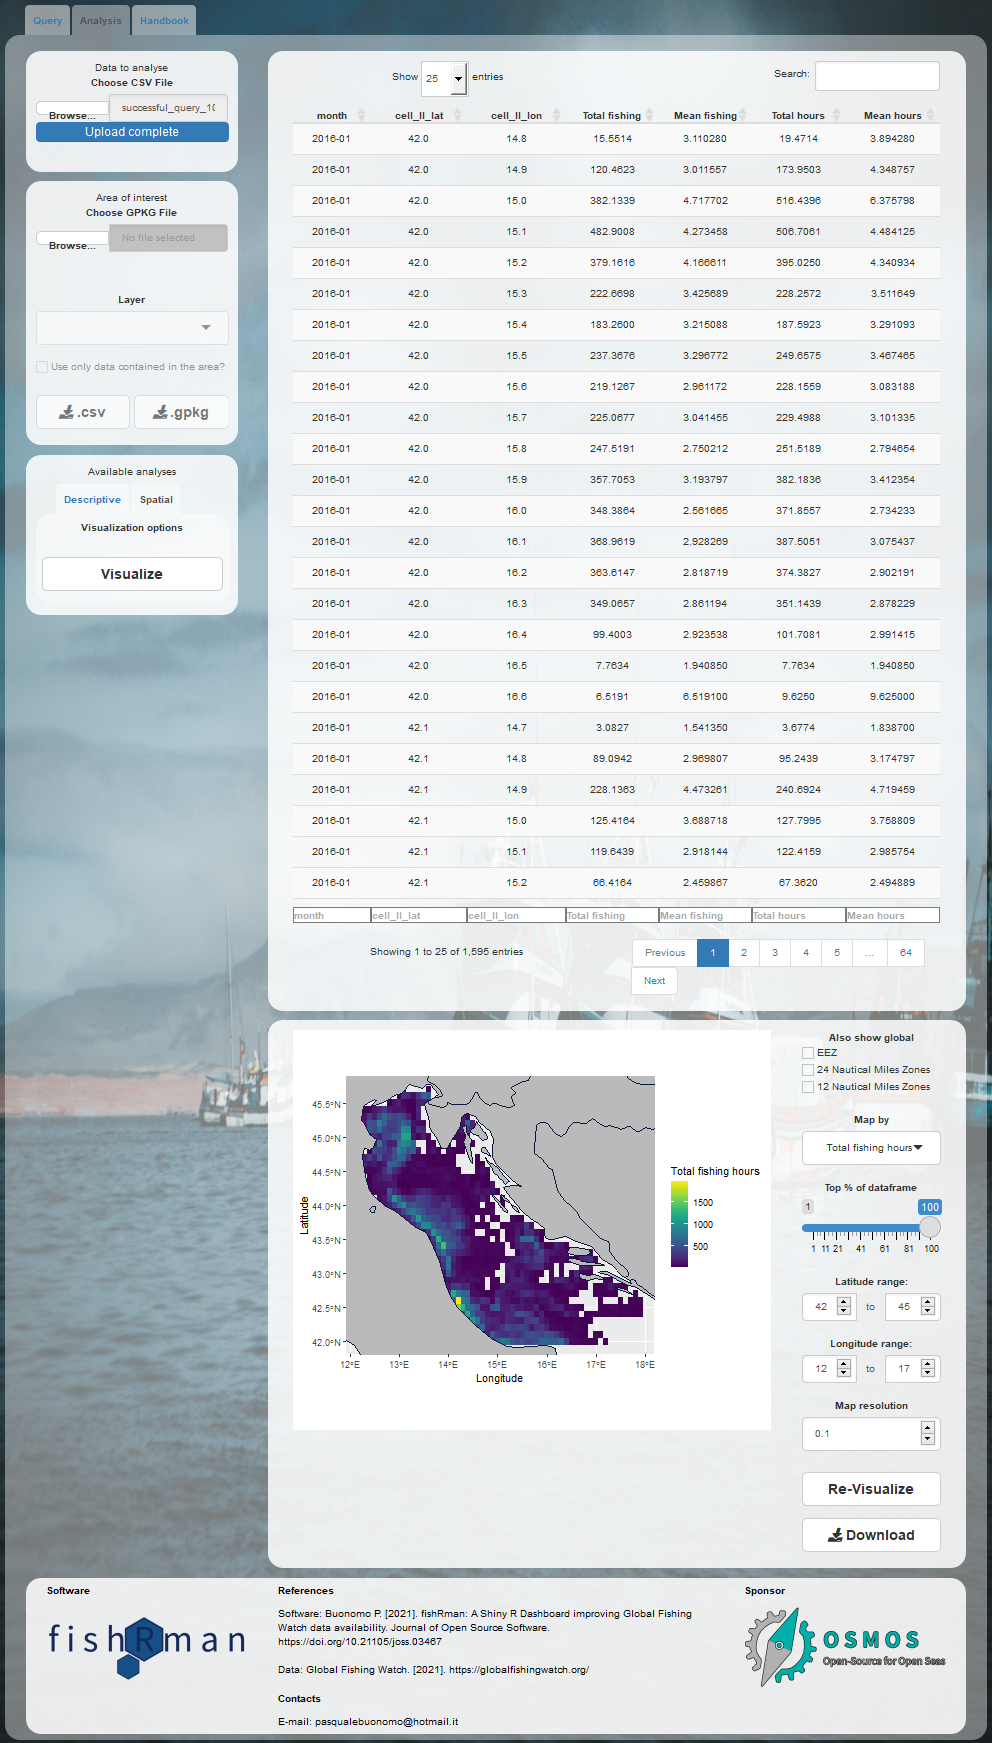 Query Analysis Handbook
Data to analyse
Choose CSV File
Browse... successful_query_10
Upload complete
Area of interest
Choose GPKG File
Browse... No file selected
Layer
Use only data contained in the area?
.csv .gpkg
Available analyses
Descriptive Spatial
Visualization options
Visualize
Show 25 entries Search:
month cell_ll_lat cell_ll_lon Total fishing Mean fishing Total hours Mean hours
2016-01 42.0 14.8 15.5514 3.110280 19.4714 3.894280
2016-01 42.0 14.9 120.4623 3.011557 173.9503 4.348757
2016-01 42.0 15.0 382.1339 4.717702 516.4396 6.375798
2016-01 42.0 15.1 482.9008 4.273458 506.7061 4.484125
2016-01 42.0 15.2 379.1616 4.166611 395.0250 4.340934
2016-01 42.0 15.3 222.6698 3.425689 228.2572 3.511649
2016-01 42.0 15.4 183.2600 3.215088 187.5923 3.291093
2016-01 42.0 15.5 237.3676 3.296772 249.6575 3.467465
2016-01 42.0 15.6 219.1267 2.961172 228.1559 3.083188
2016-01 42.0 15.7 225.0677 3.041455 229.4988 3.101335
2016-01 42.0 15.8 247.5191 2.750212 251.5189 2.794654
2016-01 42.0 15.9 357.7053 3.193797 382.1836 3.412354
2016-01 42.0 16.0 348.3864 2.561665 371.8557 2.734233
2016-01 42.0 16.1 368.9619 2.928269 387.5051 3.075437
2016-01 42.0 16.2 363.6147 2.818719 374.3827 2.902191
2016-01 42.0 16.3 349.0657 2.861194 351.1439 2.878229
2016-01 42.0 16.4 99.4003 2.923538 101.7081 2.991415
2016-01 42.0 16.5 7.7634 1.940850 7.7634 1.940850
2016-01 42.0 16.6 6.5191 6.519100 9.6250 9.625000
2016-01 42.1 14.7 3.0827 1.541350 3.6774 1.838700
2016-01 42.1 14.8 89.0942 2.969807 95.2439 3.174797
2016-01 42.1 14.9 228.1363 4.473261 240.6924 4.719459
2016-01 42.1 15.0 125.4164 3.688718 127.7995 3.758809
2016-01 42.1 15.1 119.6439 2.918144 122.4159 2.985754
2016-01 42.1 15.2 66.4164 2.459867 67.3620 2.494889
month cell_ll_lat cell_ll_lon Total fishing Mean fishing Total hours Mean hours
Showing 1 to 25 of 1,595 entries Previous 1 2 3 4 5 ... 64
Next
45.5°N
45.0°N
44.5°N
44.0°N
43.5°N
43.0°N
42.5°N
42.0°N
Latitude
12°E 13°E 14°E 15°E 16°E 17°E 18°E
Longitude
Total fishing hours
1500
1000
500
Also show global
EEZ
24 Nautical Miles Zones
12 Nautical Miles Zones
Map by
Total fishing hours
Top % of dataframe
1 100
1 11 21 41 61 81 100
Latitude range:
42 to 45
Longitude range:
12 to 17
Map resolution
0.1
Re-Visualize
Download
Software
fishRman
References
Software: Buonomo P. [2021]. fishRman: A Shiny R Dashboard improving Global Fishing
Watch data availability. Journal of Open Source Software.
https://doi.org/10.21105/joss.03467
Data: Global Fishing Watch. [2021]. https://globalfishingwatch.org/
Contacts
E-mail: pasqualebuonomo@hotmail.it
Sponsor
OSMOS
Open-Source for Open Seas